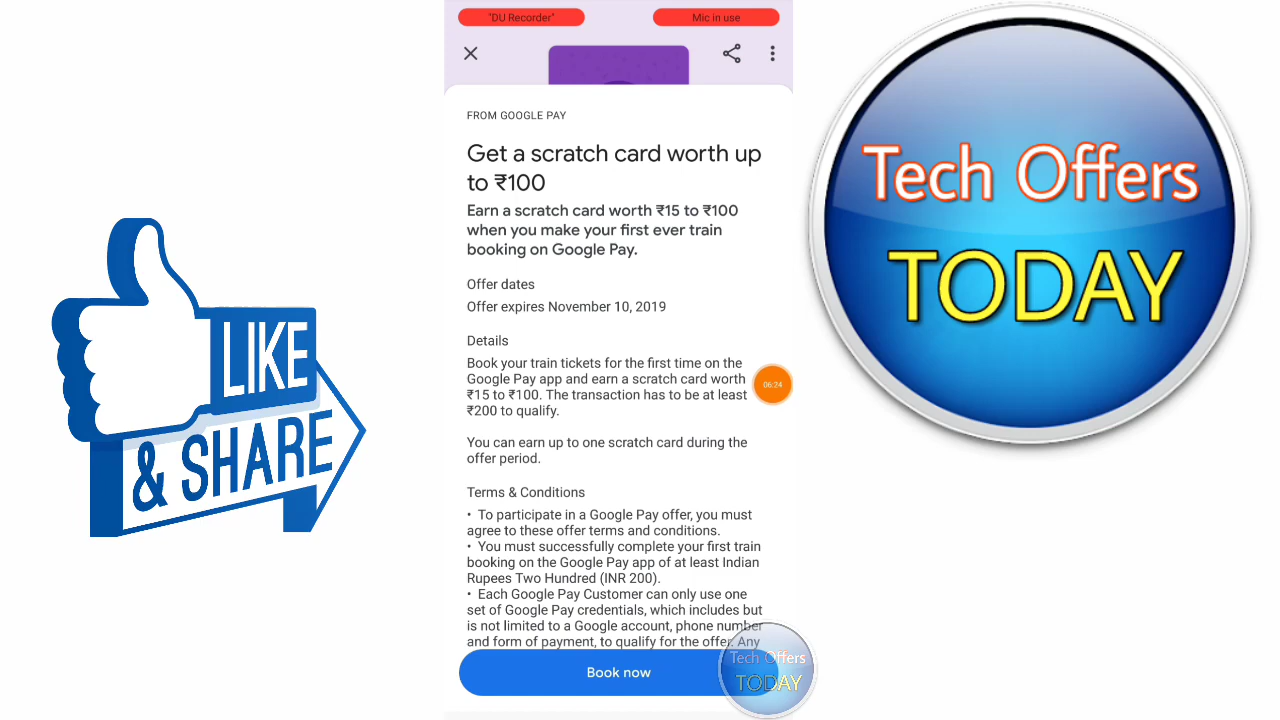 "DU Recorder"
Mic in use
FROM GOOGLE PAY
Get a scratch card worth up
to ₹100
Earn a scratch card worth ₹15 to ₹100
when you make your first ever train
booking on Google Pay.
Offer dates
Offer expires November 10, 2019
Details
Book your train tickets for the first time on the
Google Pay app and earn a scratch card worth
₹15 to ₹100. The transaction has to be at least
₹200 to qualify.
06:24
You can earn up to one scratch card during the
offer period.
Terms & Conditions
• To participate in a Google Pay offer, you must
agree to these offer terms and conditions.
• You must successfully complete your first train
booking on the Google Pay app of at least Indian
Rupees Two Hundred (INR 200).
• Each Google Pay Customer can only use one
set of Google Pay credentials, which includes but
is not limited to a Google account, phone number
and form of payment, to qualify for the offer. Any
Book now
LIKE
& SHARE
Tech Offers
TODAY
Tech Offers
TODAY